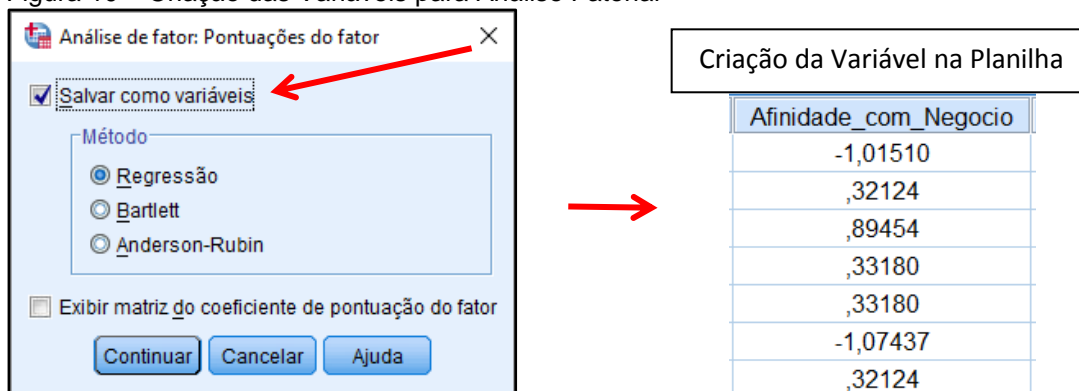 Análise de fator: Pontuações do fator
Salvar como variáveis
Método
Regressão
Bartlett
Anderson-Rubin
Exibir matriz do coeficiente de pontuação do fator
Continuar Cancelar Ajuda
Criação da Variável na Planilha
Afinidade_com_Negocio
-1,01510
,32124
,89454
,33180
,33180
-1,07437
,32124